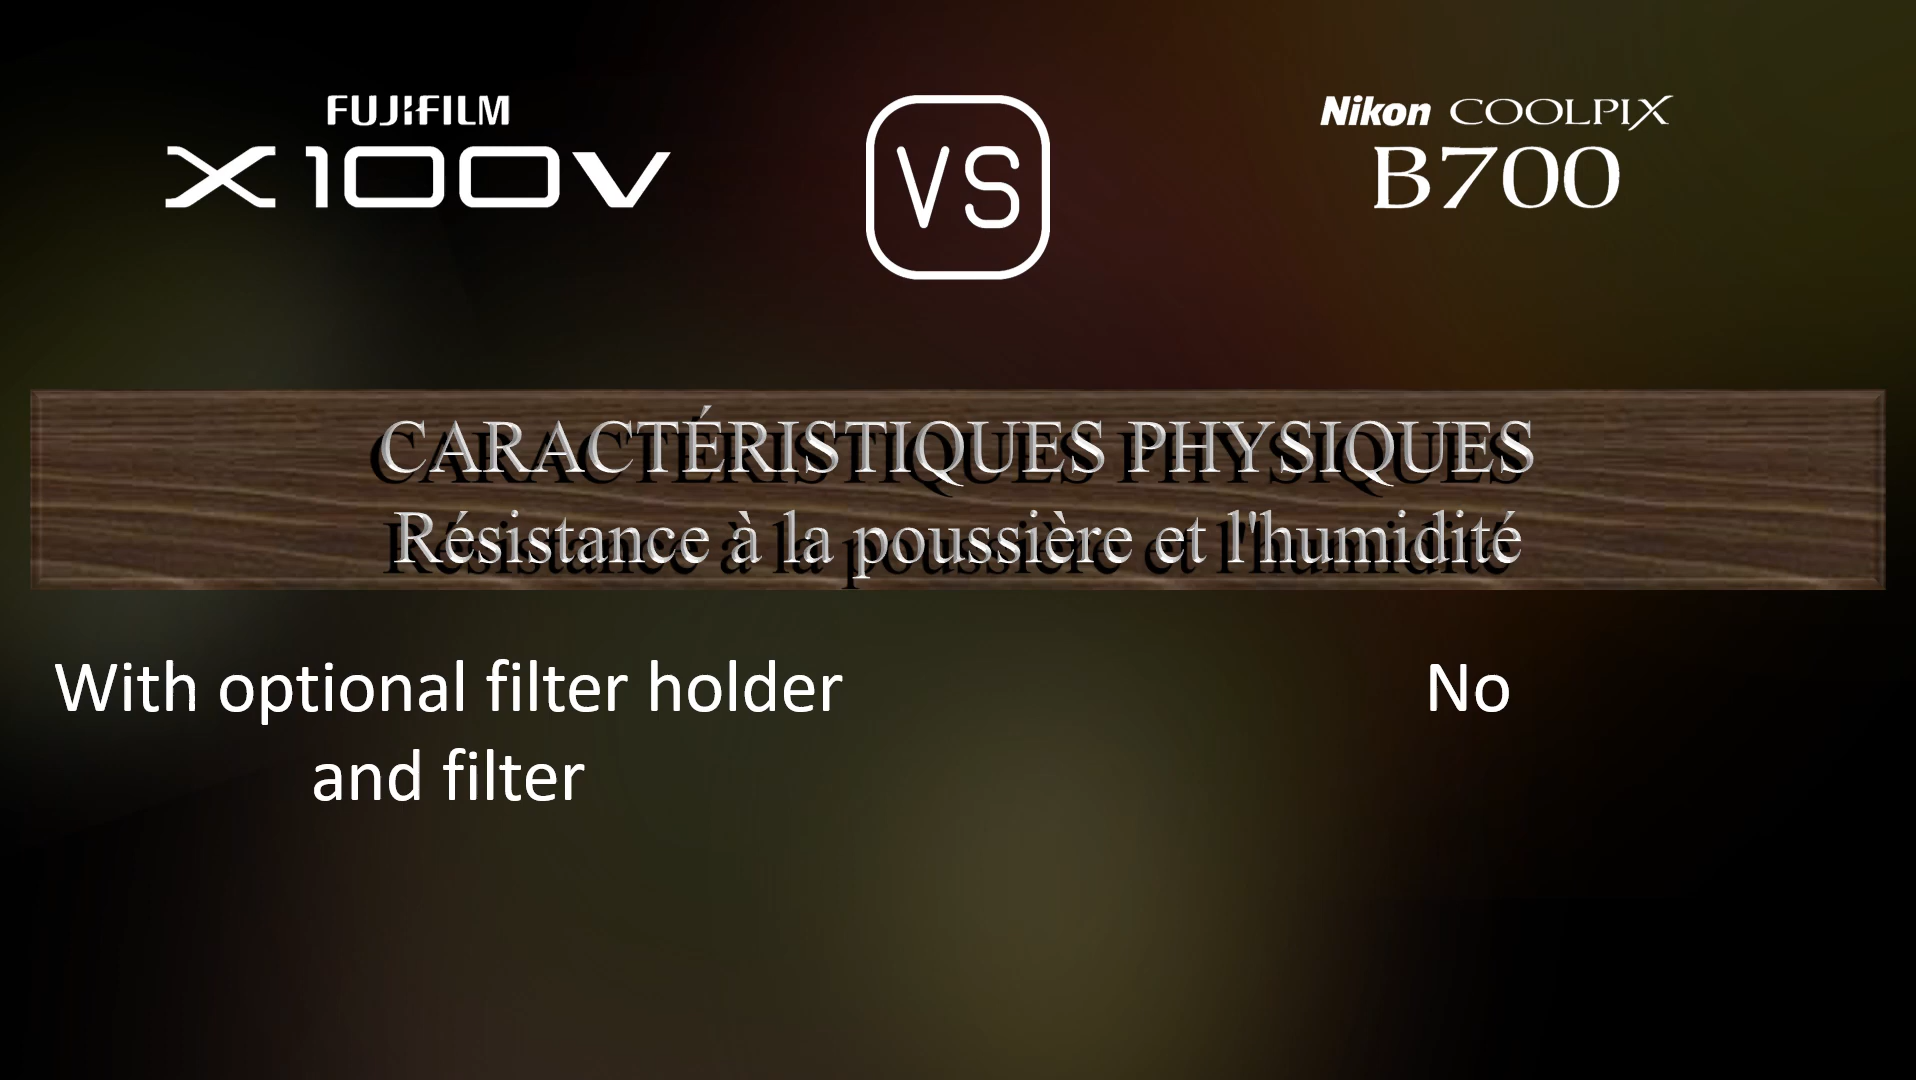 FUJIFILM
X100V
VS
Nikon COOLPIX
B700
CARACTÉRISTIQUES PHYSIQUES
Résistance à la poussière et l'humidité
With optional filter holder
and filter
No